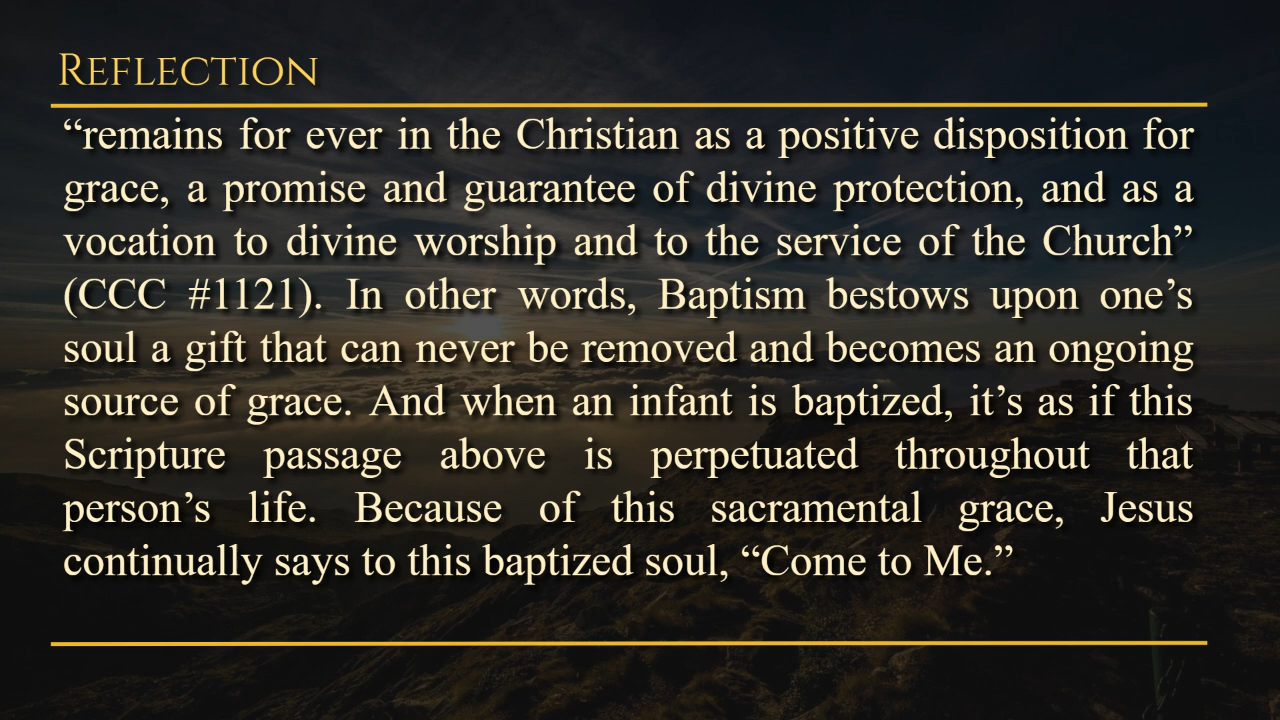 Reflection
“remains for ever in the Christian as a positive disposition for
grace, a promise and guarantee of divine protection, and as a
vocation to divine worship and to the service of the Church”
(CCC #1121). In other words, Baptism bestows upon one’s
soul a gift that can never be removed and becomes an ongoing
source of grace. And when an infant is baptized, it’s as if this
Scripture passage above is perpetuated throughout that
person’s life. Because of this sacramental grace, Jesus
continually says to this baptized soul, “Come to Me.”